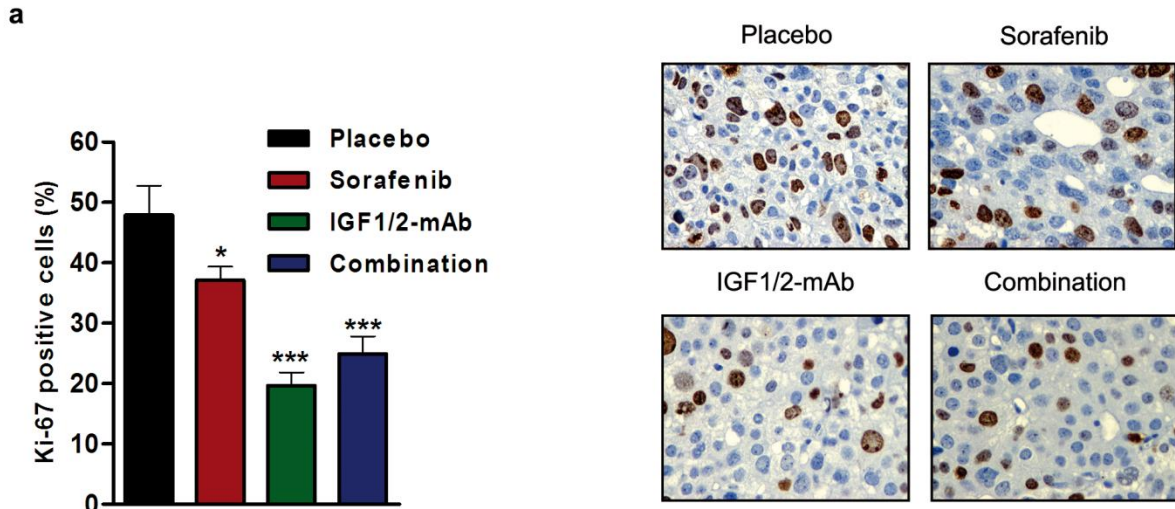 a
Placebo
Sorafenib
IGF1/2-mAb
Combination
Ki-67 positive cells (%)
60
50
40
30
20
10
0
*
***
***
Placebo
Sorafenib
IGF1/2-mAb
Combination